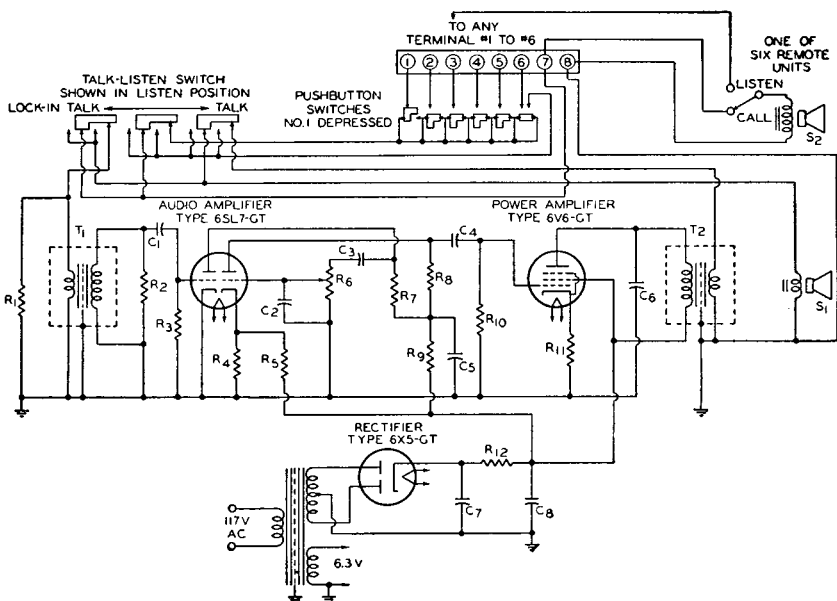 TO ANY
TERMINAL #1 TO #6
ONE OF
SIX REMOTE
UNITS
1 2 3 4 5 6 7 8
LISTEN
CALL
S2
TALK-LISTEN SWITCH
SHOWN IN LISTEN POSITION
LOCK-IN TALK
TALK
PUSHBUTTON
SWITCHES
NO.1 DEPRESSED
AUDIO AMPLIFIER
TYPE 6SL7-GT
POWER AMPLIFIER
TYPE 6V6-GT
T1
C1
C3
C4
T2
R1
R2
R3
C2
R6
R7
R8
R10
C6
S1
R4
R5
R9
C5
R11
RECTIFIER
TYPE 6X5-GT
R12
C7
C8
117V
AC
6.3V